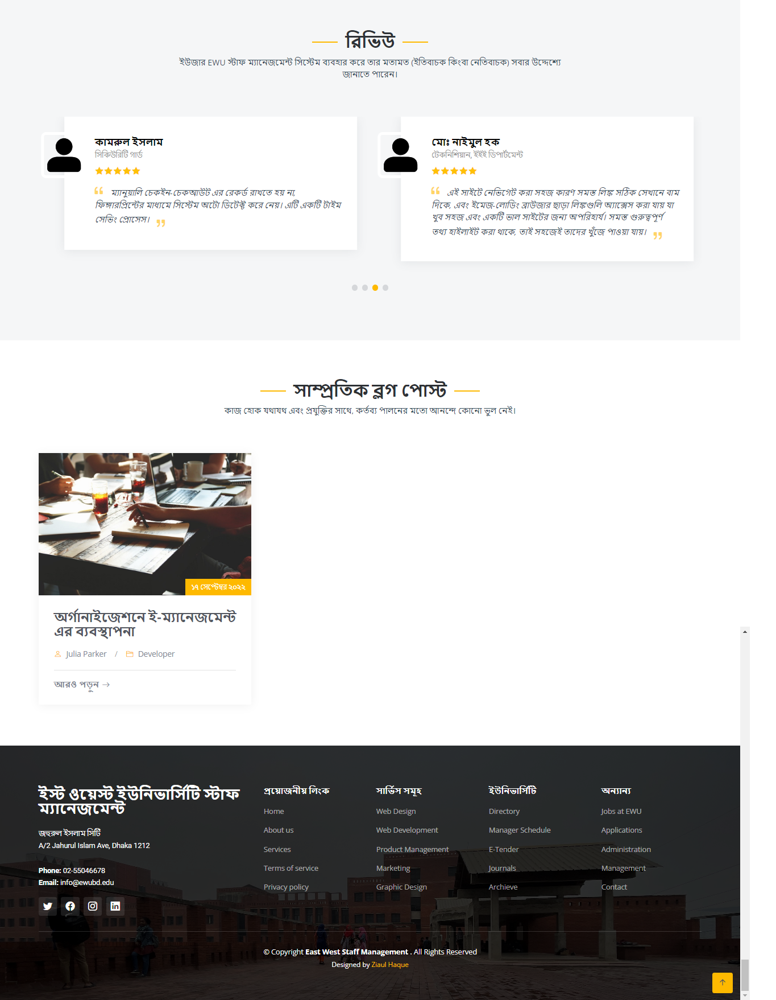 রিভিউ
ইউজার EWU স্টাফ ম্যানেজমেন্ট সিস্টেম ব্যবহার করে তার মতামত (ইতিবাচক কিংবা নেতিবাচক) সবার উদ্দেশ্যে
জানাতে পারেন।
কামরুল ইসলাম
সিকিউরিটি গার্ড
“ ম্যানুয়ালি চেকইন-চেকআউট এর রেকর্ড রাখতে হয় না,
ফিঙ্গারপ্রিন্টের মাধ্যমে সিস্টেম অটো ডিটেক্ট করে নেয়। এটি একটি টাইম
সেভিং প্রোসেস। ”
মোঃ নাইমুল হক
টেকনিশিয়ান, ইইই ডিপার্টমেন্ট
“ এই সাইটে নেভিগেট করা সহজ কারণ সমস্ত লিঙ্ক সঠিক সেখানে বাম
দিকে, এবং ইমেজ-লোডিং ব্রাউজার ছাড়া লিঙ্কগুলি অ্যাক্সেস করা যায় যা
খুব সহজ এবং একটি ভাল সাইটের জন্য অপরিহার্য। সমস্ত গুরুত্বপূর্ণ
তথ্য হাইলাইট করা থাকে, তাই সহজেই তাদের খুঁজে পাওয়া যায়। ”
সাম্প্রতিক ব্লগ পোস্ট
কাজ হোক যথাযথ এবং প্রযুক্তির সাথে, কর্তব্য পালনের মতো আনন্দে কোনো ভুল নেই।
১৭ সেপ্টেম্বর ২০২২
অর্গানাইজেশনে ই-ম্যানেজমেন্ট
এর ব্যবস্থাপনা
Julia Parker / Developer
আরও পড়ুন →
ইস্ট ওয়েস্ট ইউনিভার্সিটি স্টাফ
ম্যানেজমেন্ট
জহুরুল ইসলাম সিটি
A/2 Jahurul Islam Ave, Dhaka 1212
Phone: 02-55046678
Email: info@ewubd.edu
প্রয়োজনীয় লিংক
Home
About us
Services
Terms of service
Privacy policy
সার্ভিস সমূহ
Web Design
Web Development
Product Management
Marketing
Graphic Design
ইউনিভার্সিটি
Directory
Manager Schedule
E-Tender
Journals
Archieve
অন্যান্য
Jobs at EWU
Applications
Administration
Management
Contact
© Copyright East West Staff Management . All Rights Reserved
Designed by Ziaul Haque